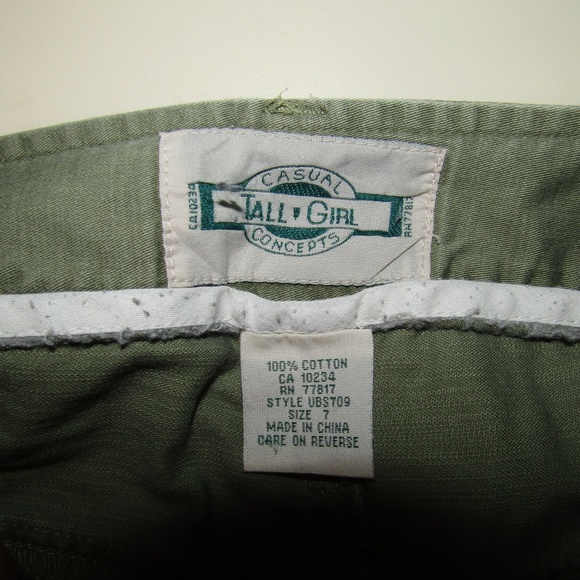 CASUAL
TALL GIRL
CONCEPTS
CA10234
RN77817
100% COTTON
CA 10234
RN 77817
STYLE UBST09
SIZE 7
MADE IN CHINA
CARE ON REVERSE